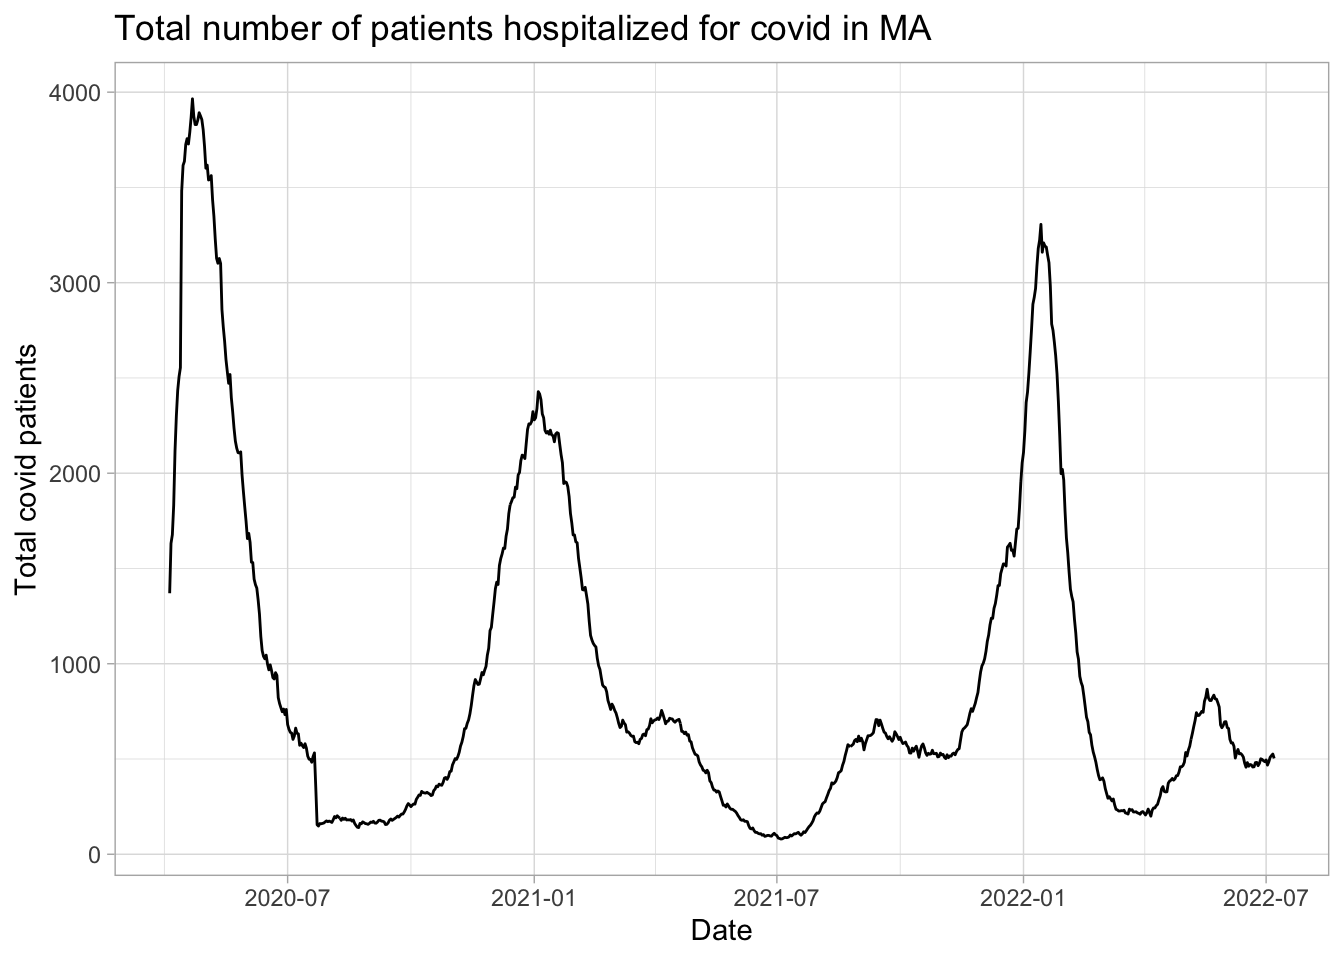 Total number of patients hospitalized for covid in MA
Total covid patients
4000
3000
2000
1000
0
2020-07 2021-01 2021-07 2022-01 2022-07
Date